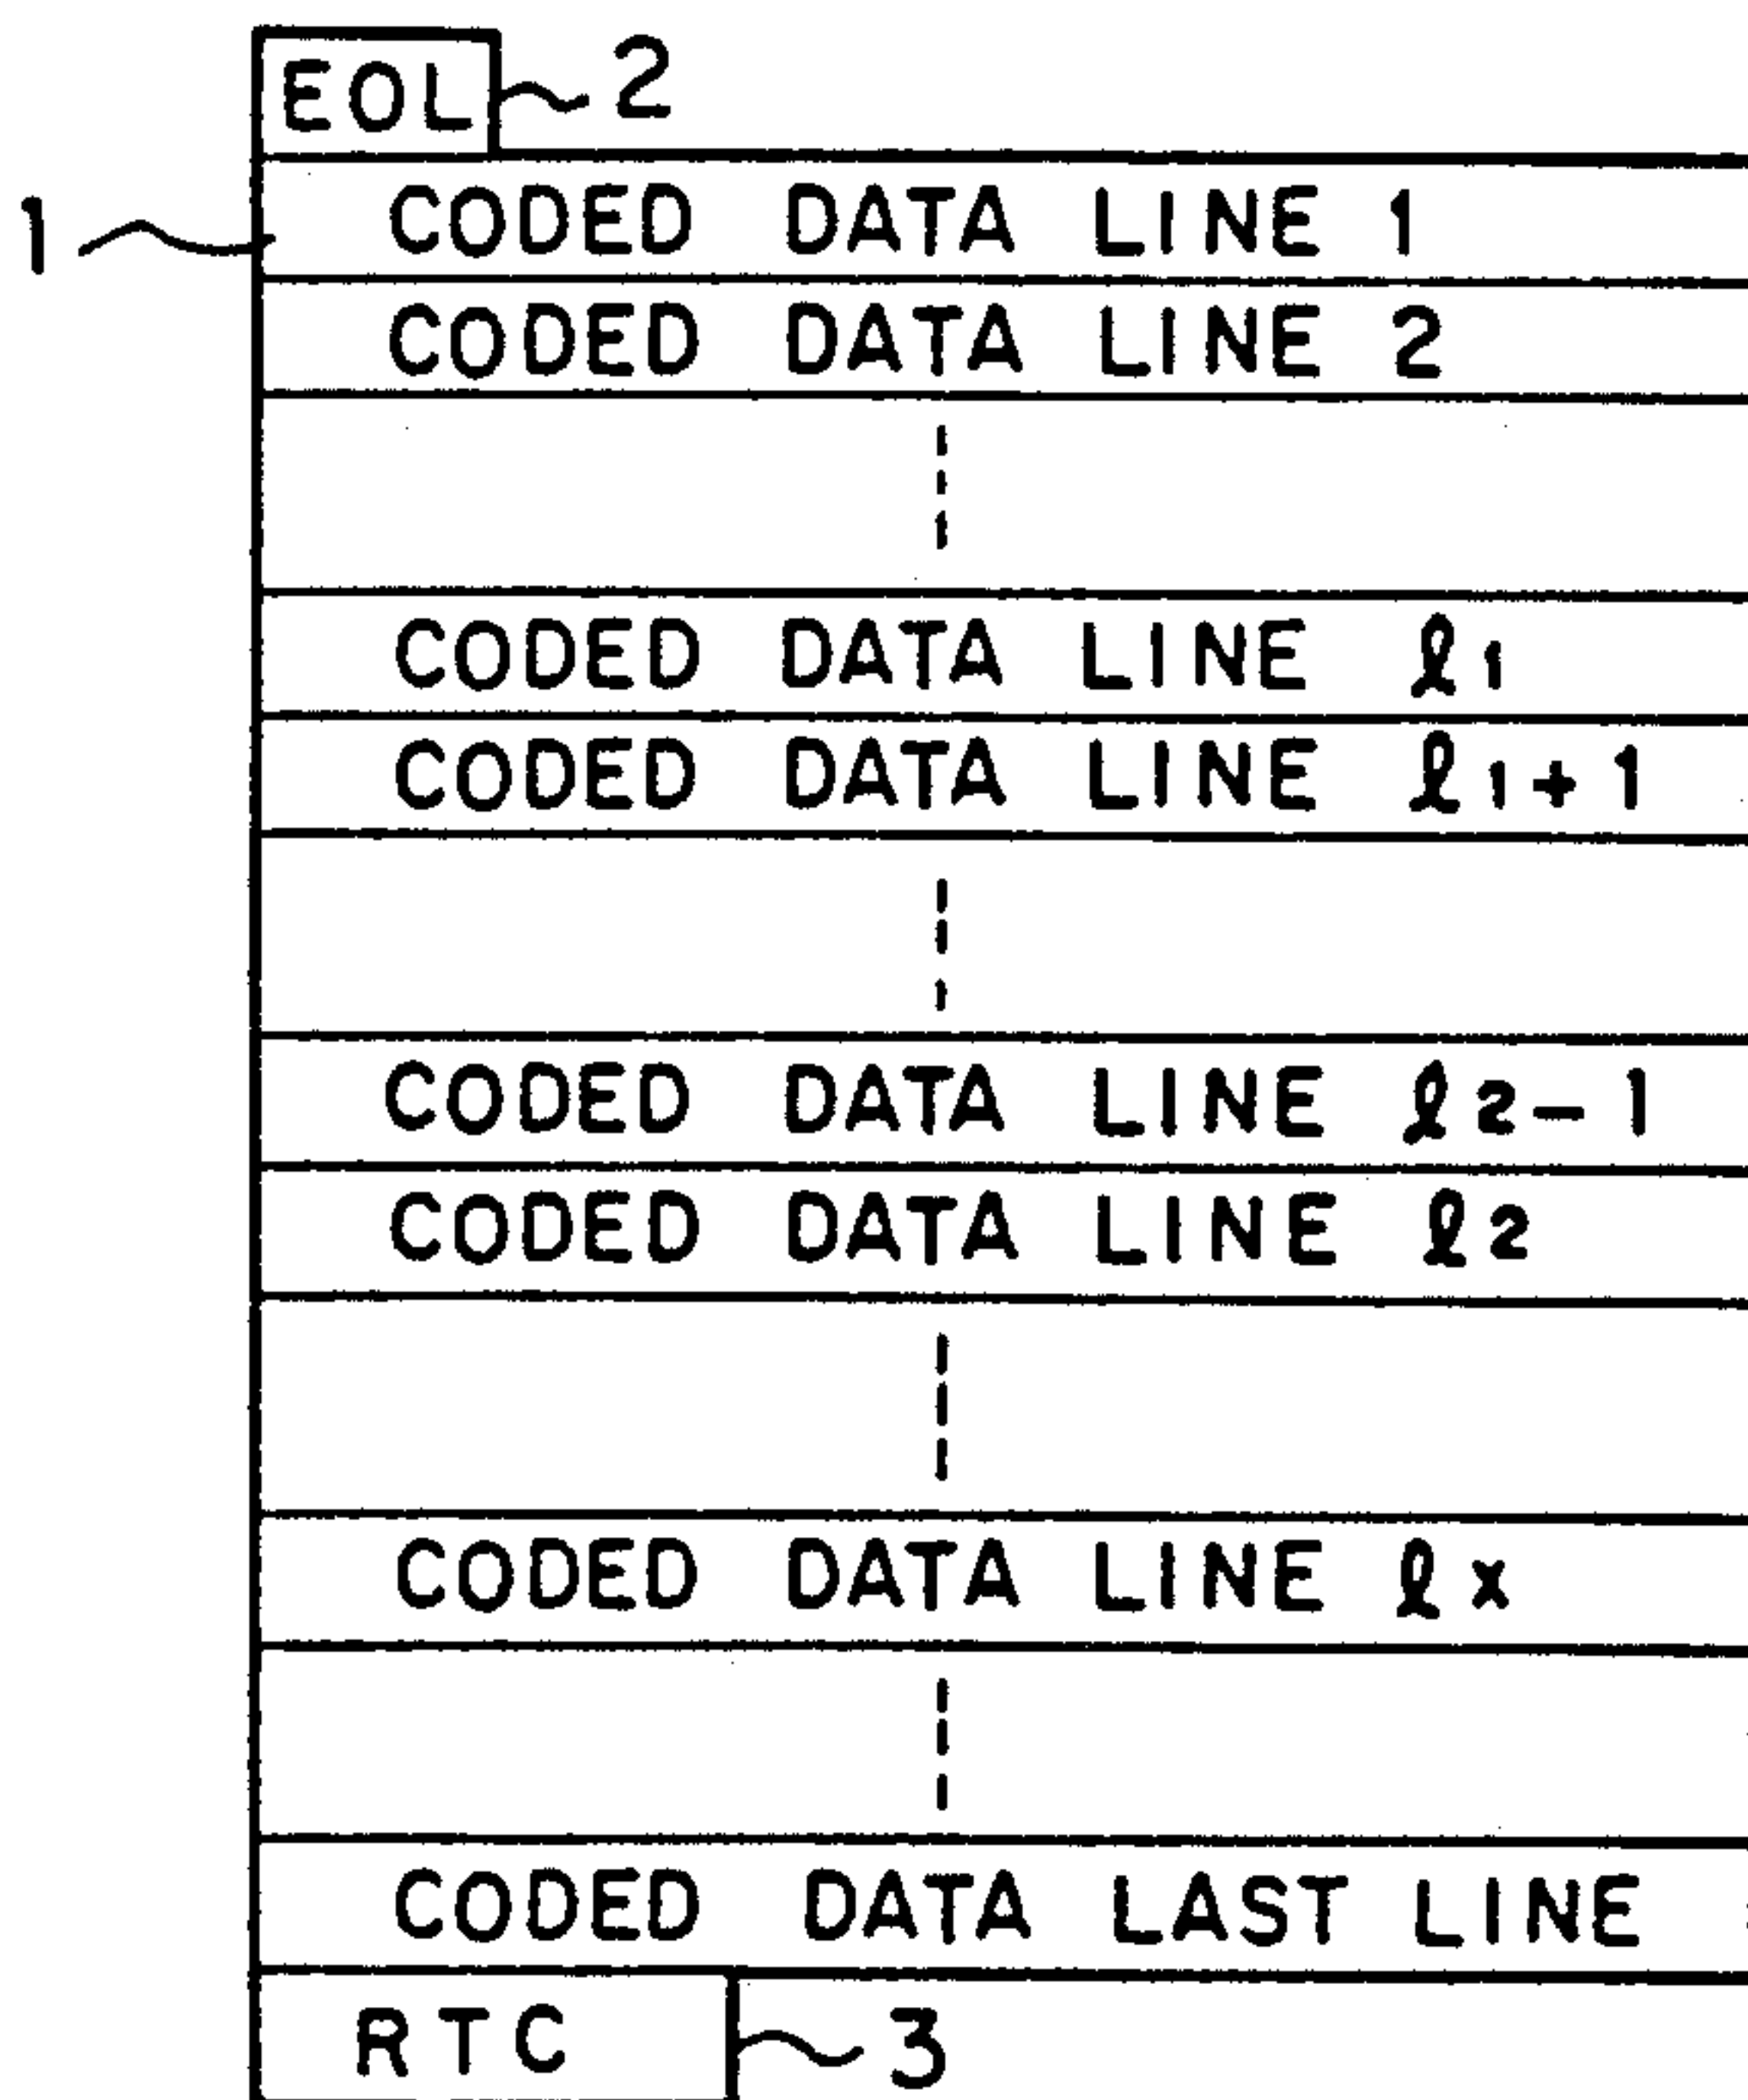 EOL 2
1 CODED DATA LINE 1
CODED DATA LINE 2
CODED DATA LINE ℓ₁
CODED DATA LINE ℓ₁+1
CODED DATA LINE ℓ₂-1
CODED DATA LINE ℓ₂
CODED DATA LINE ℓx
CODED DATA LAST LINE
RTC 3